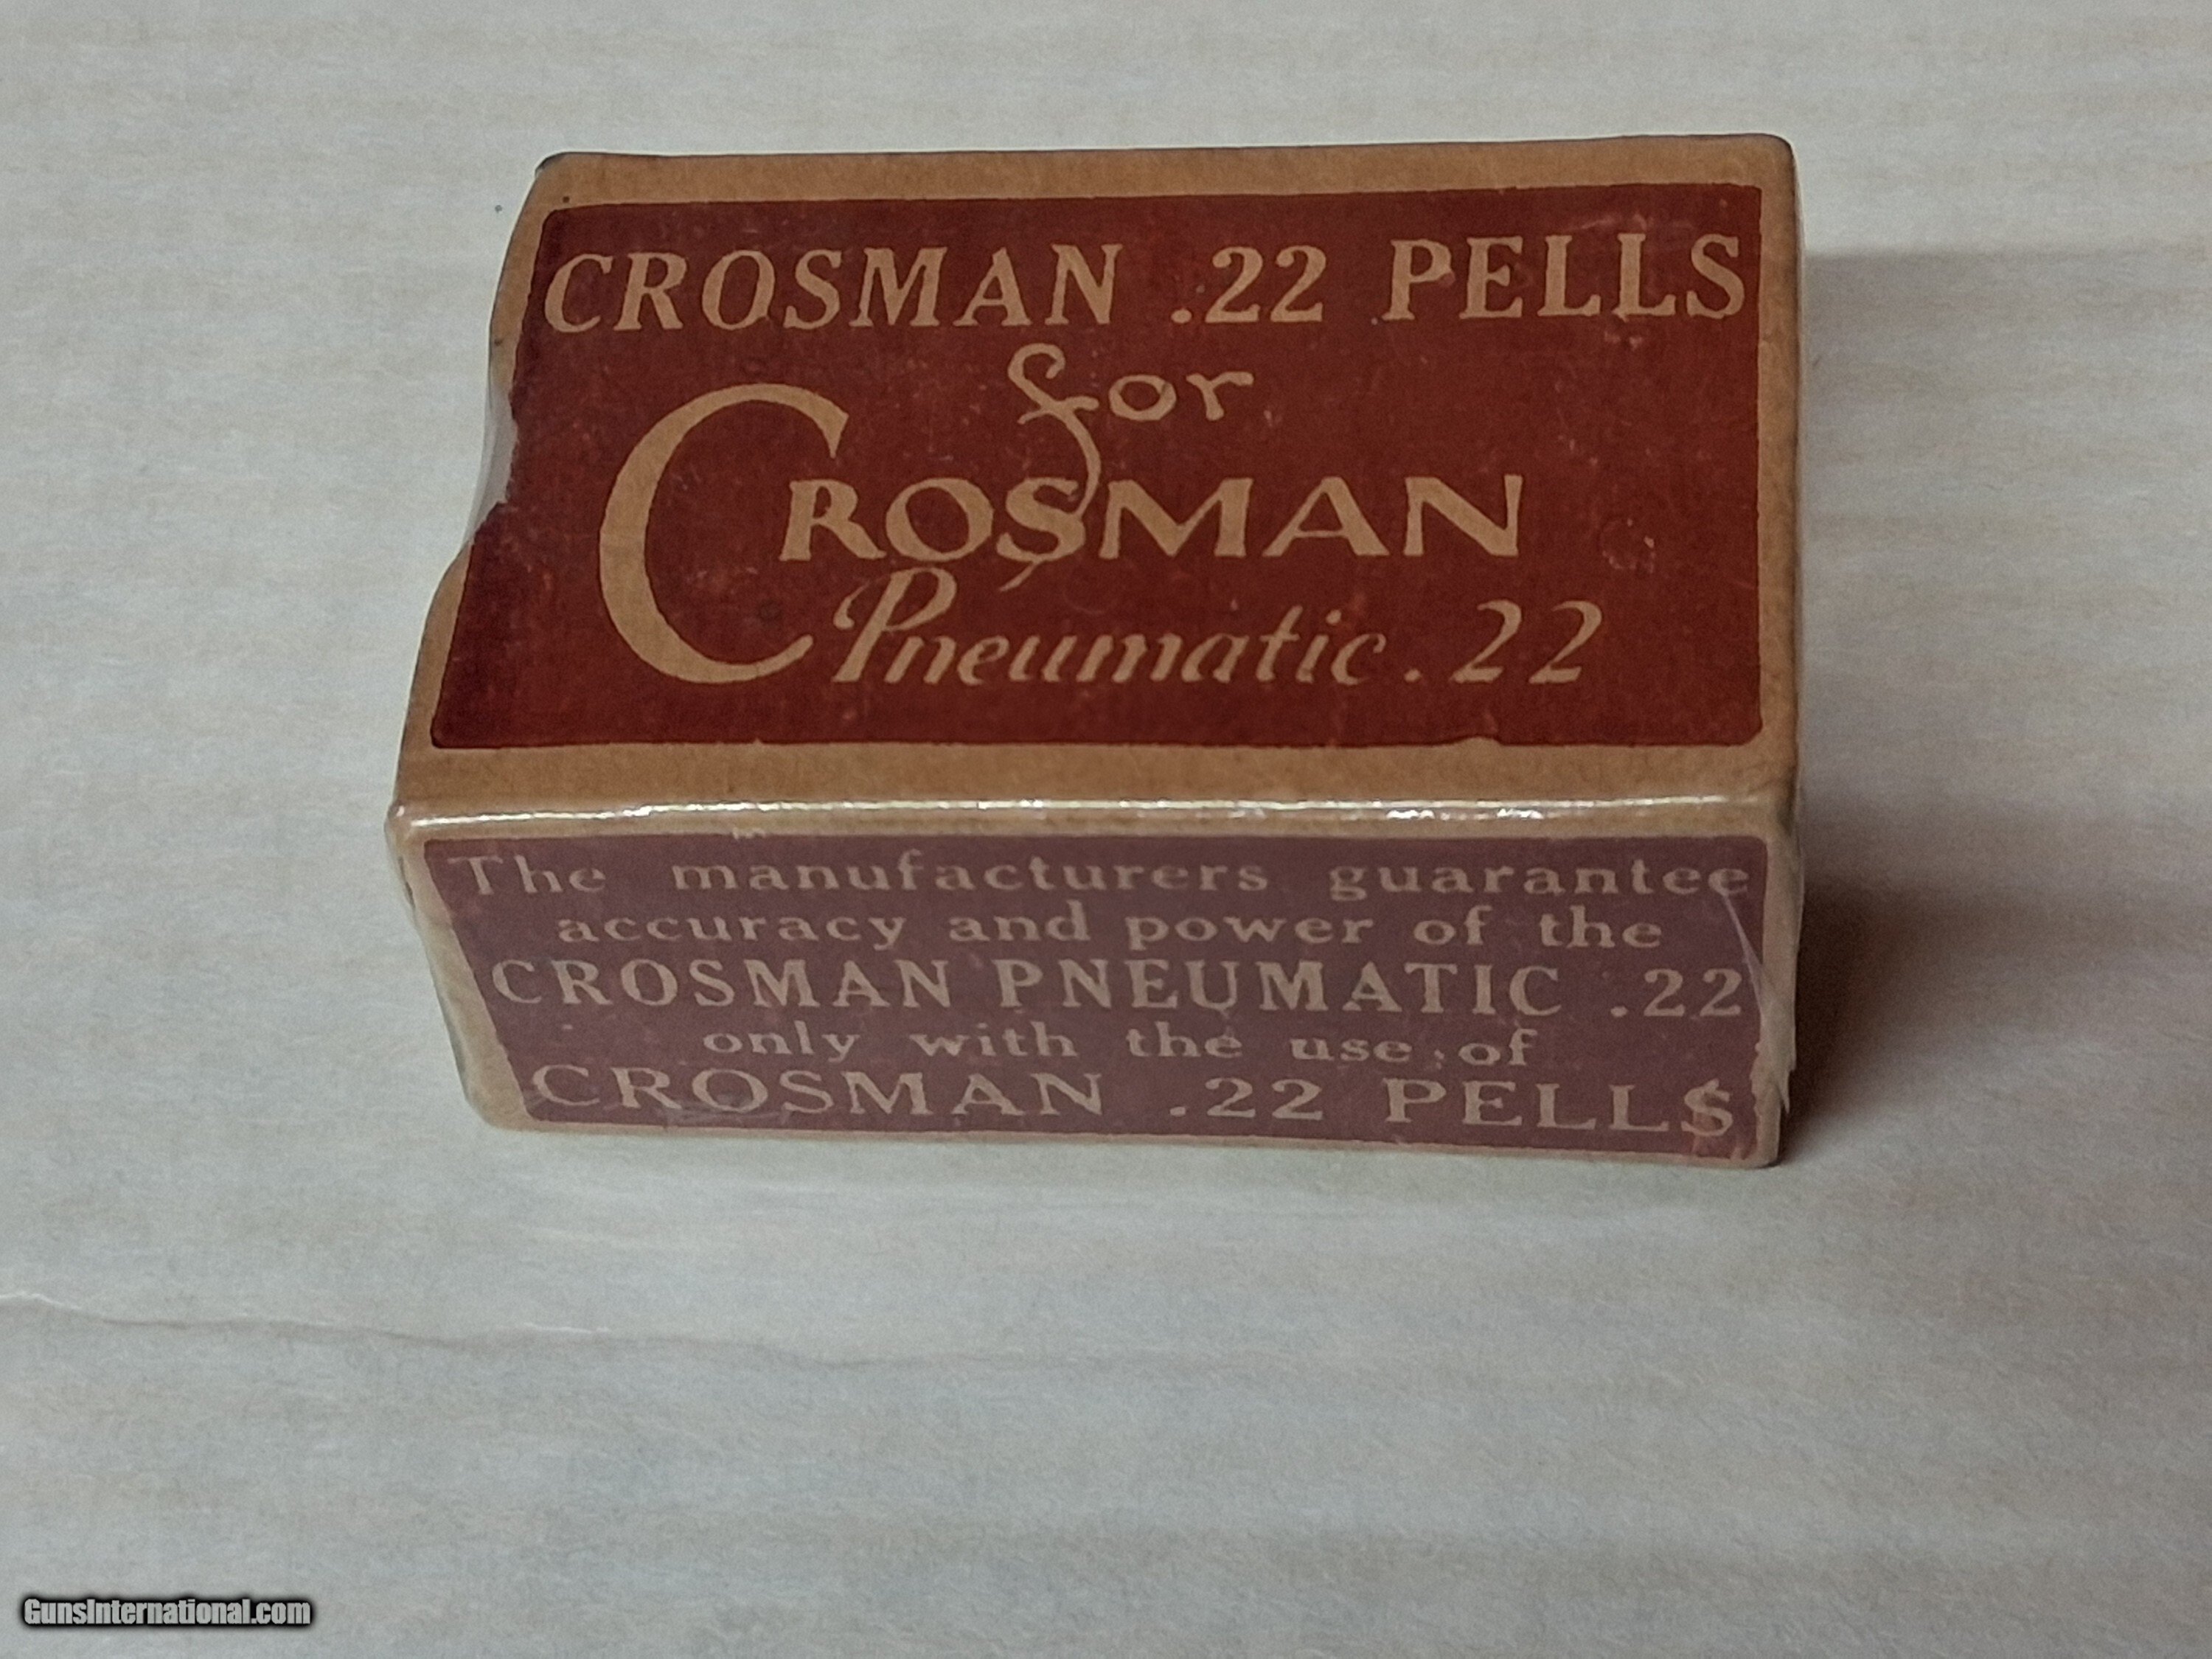 CROSMAN .22 PELLS
for
CROSMAN
Pneumatic .22
The manufacturers guarantee
accuracy and power of the
CROSMAN PNEUMATIC .22
only with the use of
CROSMAN .22 PELLS
GunsInternational.com